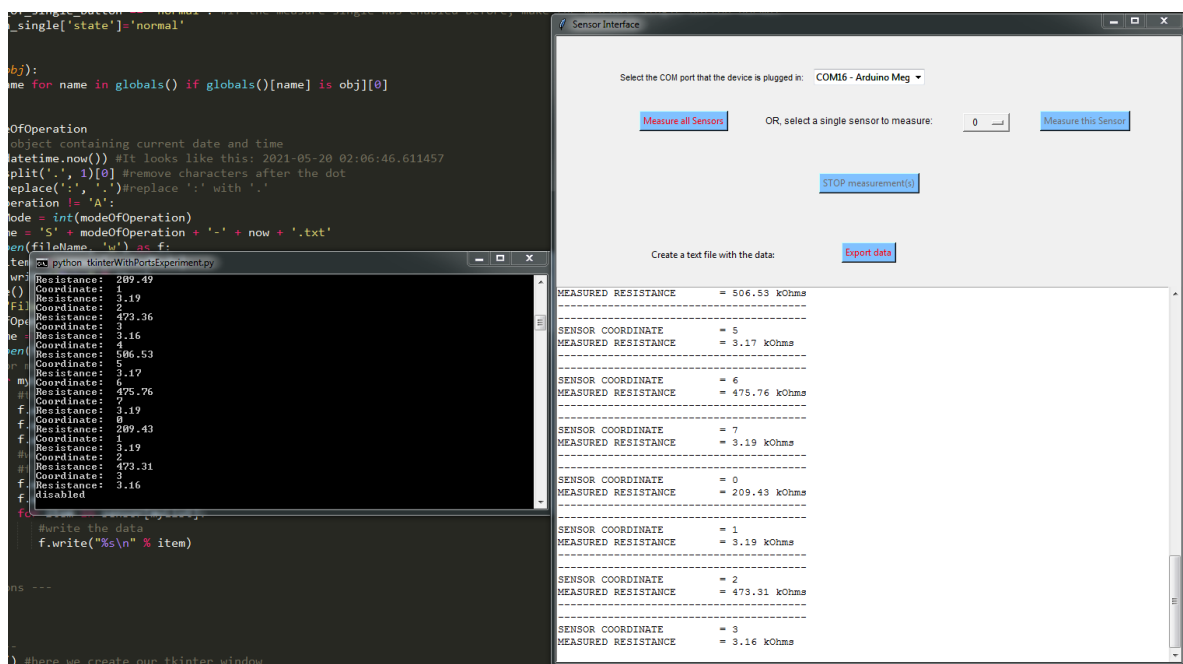 n_single['state']='normal'
obj):
ame for name in globals() if globals()[name] is obj][0]
eOfOperation
object containing current date and time
datetime.now()) #It looks like this: 2021-05-20 02:06:46.611457
split('.', 1)[0] #remove characters after the dot
replace(':', '.')#replace ':' with '.'
peration != 'A':
Mode = int(modeOfOperation)
me = 'S' + modeOfOperation + '-' + now + '.txt'
pen(fileName, 'w') as f:
python tkinterWithPortsExperiment.py
Resistance: 209.49
Coordinate: 1
Resistance: 3.19
Coordinate: 2
Resistance: 473.36
Coordinate: 3
Resistance: 3.16
Coordinate: 4
Resistance: 506.53
Coordinate: 5
Resistance: 3.17
Coordinate: 6
Resistance: 475.76
Coordinate: 7
Resistance: 3.19
Coordinate: 0
Resistance: 209.43
Coordinate: 1
Resistance: 3.19
Coordinate: 2
Resistance: 473.31
Coordinate: 3
Resistance: 3.16
disabled
#write the data
f.write("%s\n" % item)
ons ---
) #here we create our tkinter window
Sensor Interface
Select the COM port that the device is plugged in: COM16 - Arduino Meg
Measure all Sensors OR, select a single sensor to measure: 0 Measure this Sensor
STOP measurement(s)
Create a text file with the data: Export data
MEASURED RESISTANCE = 506.53 kOhms
----------------------------------------
----------------------------------------
SENSOR COORDINATE = 5
MEASURED RESISTANCE = 3.17 kOhms
----------------------------------------
----------------------------------------
SENSOR COORDINATE = 6
MEASURED RESISTANCE = 475.76 kOhms
----------------------------------------
----------------------------------------
SENSOR COORDINATE = 7
MEASURED RESISTANCE = 3.19 kOhms
----------------------------------------
----------------------------------------
SENSOR COORDINATE = 0
MEASURED RESISTANCE = 209.43 kOhms
----------------------------------------
----------------------------------------
SENSOR COORDINATE = 1
MEASURED RESISTANCE = 3.19 kOhms
----------------------------------------
----------------------------------------
SENSOR COORDINATE = 2
MEASURED RESISTANCE = 473.31 kOhms
----------------------------------------
----------------------------------------
SENSOR COORDINATE = 3
MEASURED RESISTANCE = 3.16 kOhms